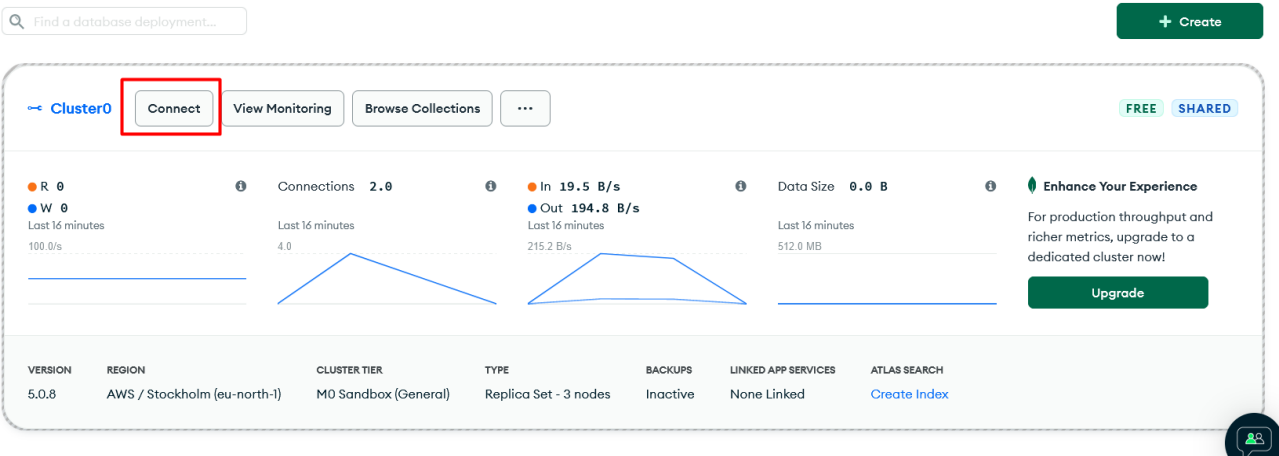 Find a database deployment...
+ Create
Cluster0
Connect
View Monitoring
Browse Collections
...
FREE
SHARED
R 0
W 0
Last 16 minutes
100.0/s
Connections 2.0
Last 16 minutes
4.0
In 19.5 B/s
Out 194.8 B/s
Last 16 minutes
215.2 B/s
Data Size 0.0 B
Last 16 minutes
512.0 MB
Enhance Your Experience
For production throughput and
richer metrics, upgrade to a
dedicated cluster now!
Upgrade
VERSION
5.0.8
REGION
AWS / Stockholm (eu-north-1)
CLUSTER TIER
M0 Sandbox (General)
TYPE
Replica Set - 3 nodes
BACKUPS
Inactive
LINKED APP SERVICES
None Linked
ATLAS SEARCH
Create Index